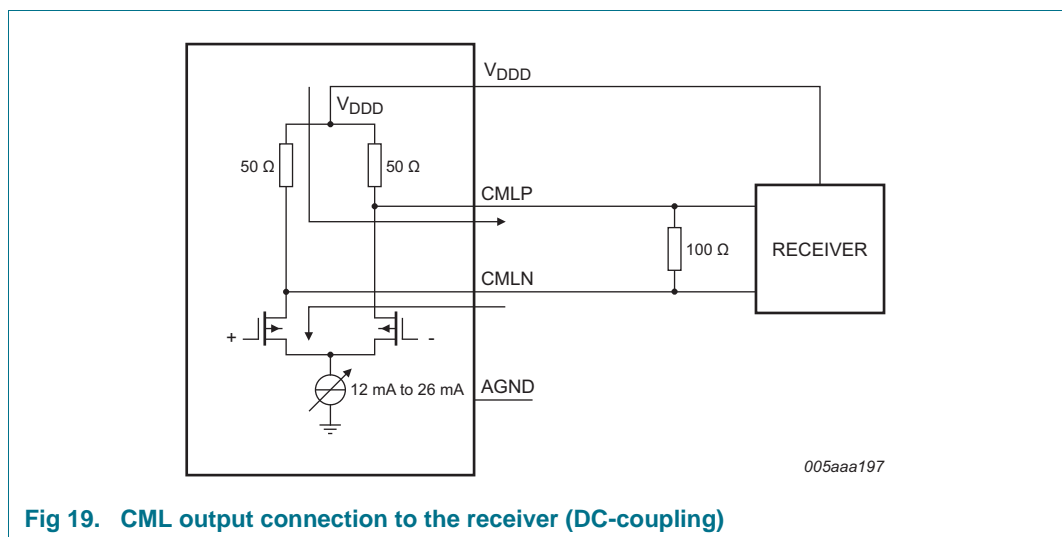 VDDD
VDDD
50 Ω
50 Ω
CMLP
100 Ω
RECEIVER
CMLN
+
-
12 mA to 26 mA
AGND
005aaa197
Fig 19. CML output connection to the receiver (DC-coupling)